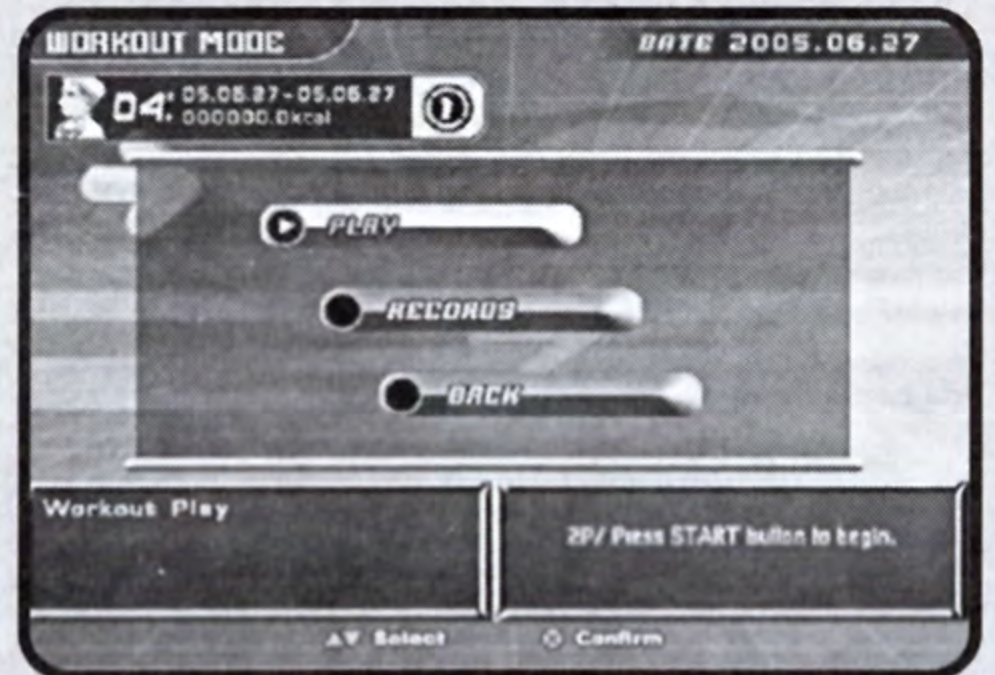 WORKOUT MODE
DATE 2005.06.27
04: 05.06.27-05.06.27
000000.0kcal
PLAY
RECORDS
BACK
Workout Play
2P/ Press START button to begin.
▲▼ Select
Confirm